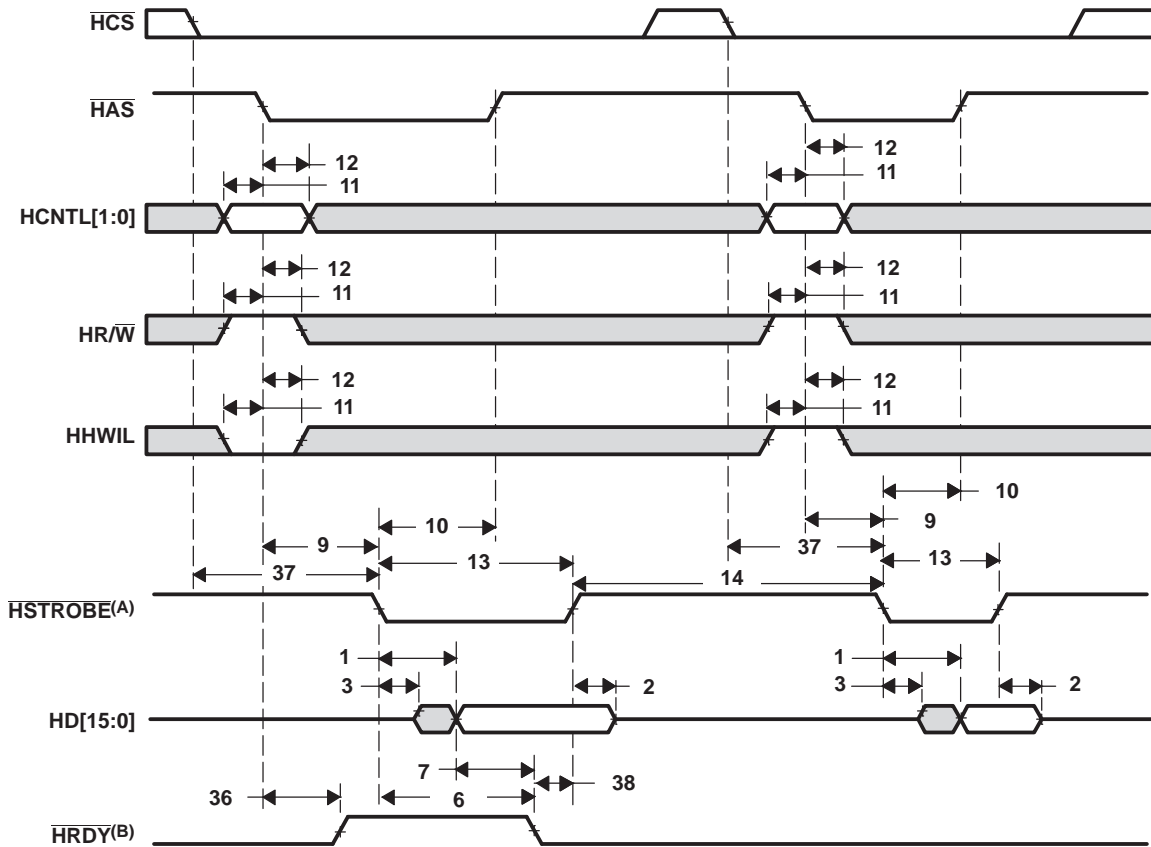 HCS
HAS
12 12
11 11
HCNTL[1:0]
12 12
11 11
HR/W
12 12
11 11
HHWIL
10
10 9
9 37
37 13 13
14
HSTROBE(A)
1 1
3 2 3 2
HD[15:0]
7 38
36 6
HRDY(B)